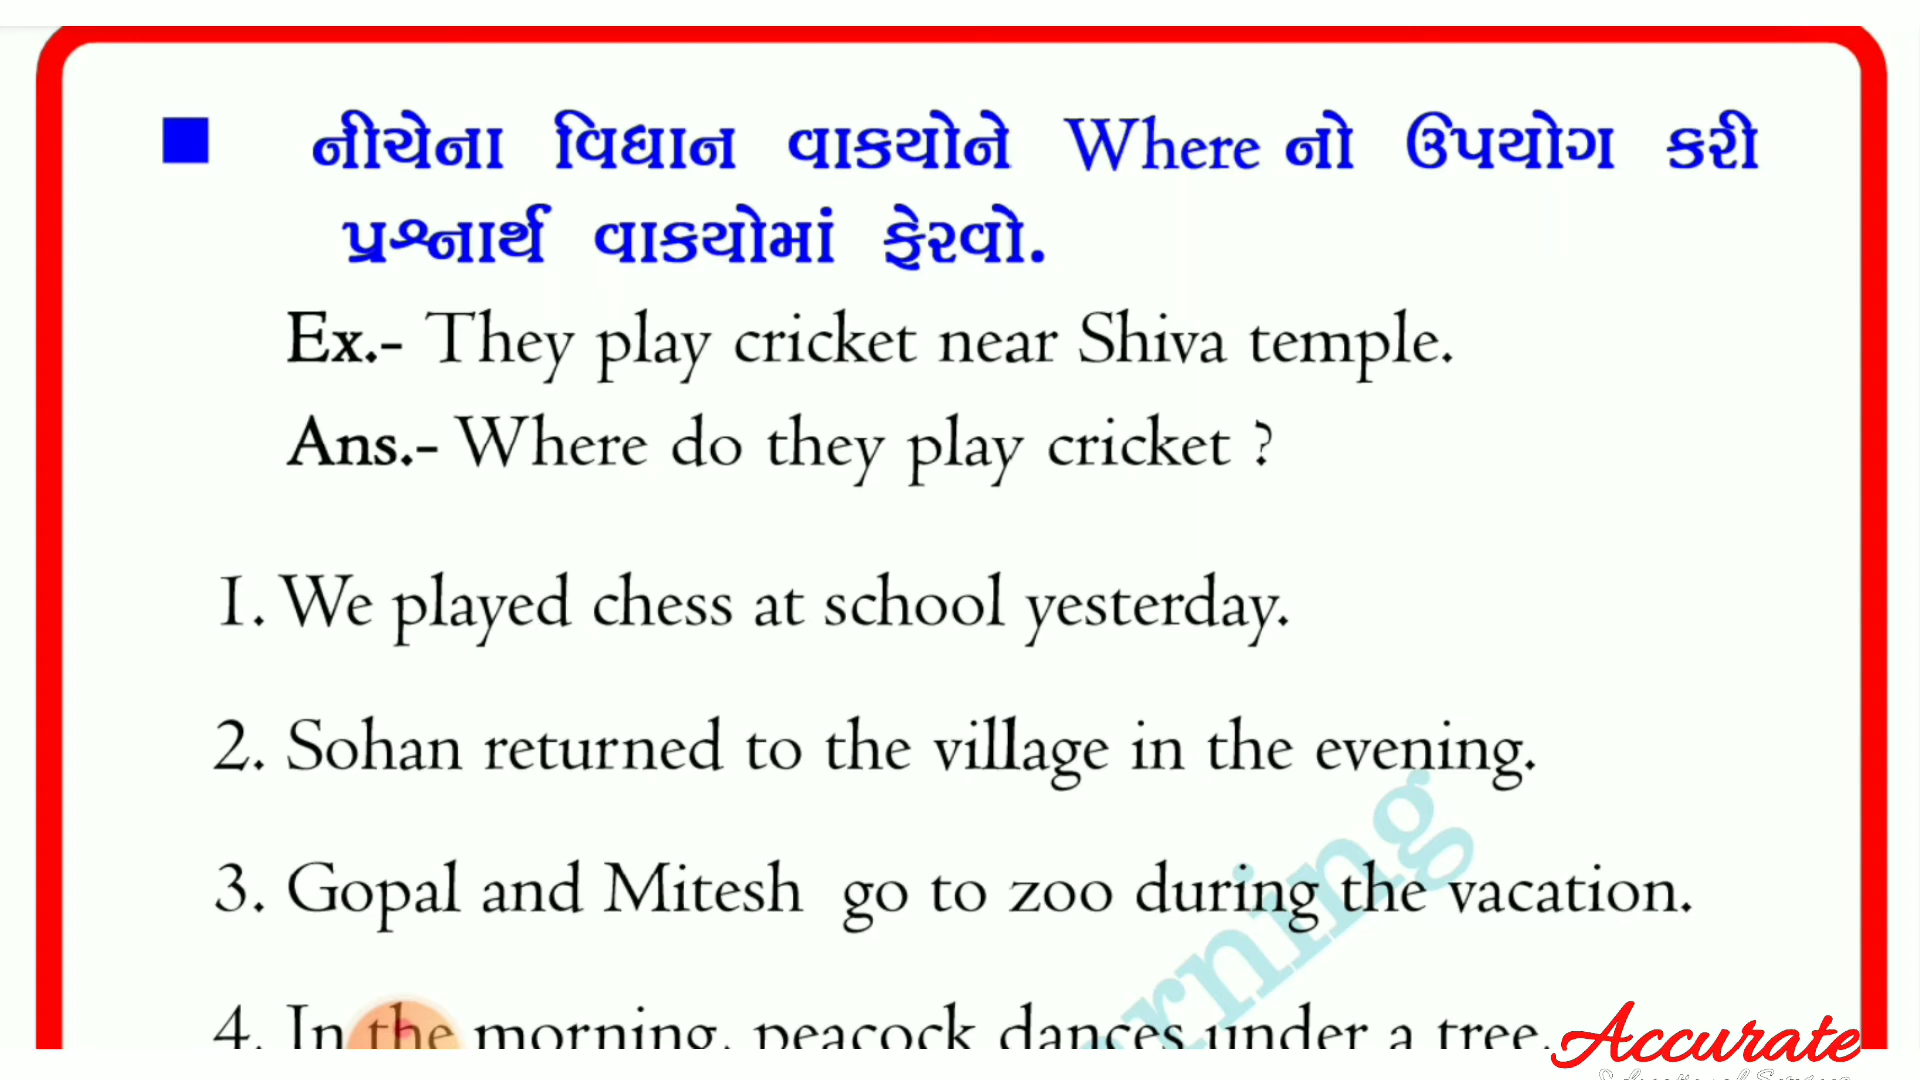 નીચેના વિધાન વાકયોને Where નો ઉપયોગ કરી
પ્રશ્નાર્થ વાકયોમાં ફેરવો.
Ex.- They play cricket near Shiva temple.
Ans.- Where do they play cricket ?
1. We played chess at school yesterday.
2. Sohan returned to the village in the evening.
3. Gopal and Mitesh go to zoo during the vacation.
4. In the morning, peacock dances under a tree.
Accurate